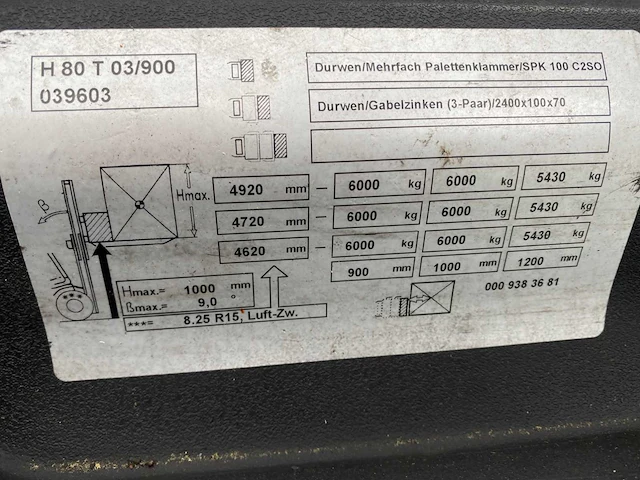 H 80 T 03/900
039603
Durwen/Mehrfach Palettenklammer/SPK 100 C2SO
Durwen/Gabelzinken (3-Paar)/2400x100x70
Hmax. 4920 mm - 6000 kg 6000 kg 5430 kg
4720 mm - 6000 kg 6000 kg 5430 kg
4620 mm - 6000 kg 6000 kg 5430 kg
900 mm 1000 mm 1200 mm
ß
Hmax.= 1000 mm
ßmax.= 9,0 °
000 938 36 81
***
***= 8.25 R15, Luft-Zw.